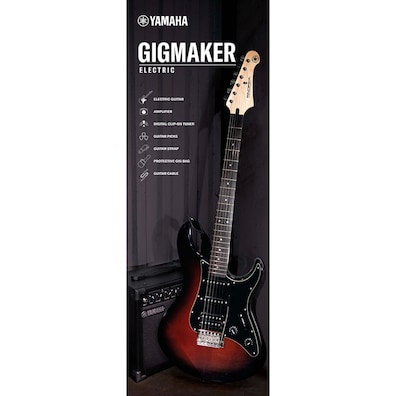 YAMAHA
GIGMAKER
ELECTRIC
ELECTRIC GUITAR
AMPLIFIER
DIGITAL CLIP-ON TUNER
GUITAR PICKS
GUITAR STRAP
PROTECTIVE GIG BAG
GUITAR CABLE
YAMAHA